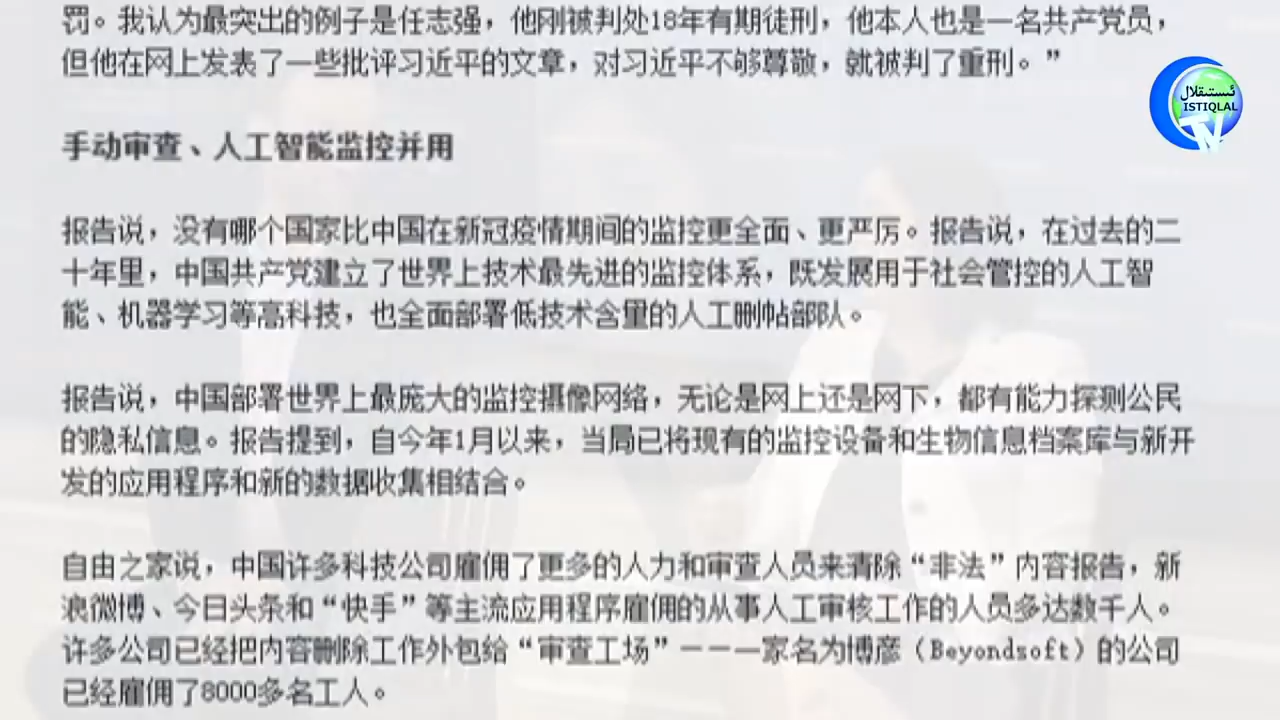 罚。我认为最突出的例子是任志强，他刚被判处18年有期徒刑，他本人也是一名共产党员，
但他在网上发表了一些批评习近平的文章，对习近平不够尊敬，就被判了重刑。”
ئىستىقلال
ISTIQLAL
TV
手动审查、人工智能监控并用
报告说，没有哪个国家比中国在新冠疫情期间的监控更全面、更严厉。报告说，在过去的二
十年里，中国共产党建立了世界上技术最先进的监控体系，既发展用于社会管控的人工智
能、机器学习等高科技，也全面部署低技术含量的人工删帖部队。
报告说，中国部署世界上最庞大的监控摄像网络，无论是网上还是网下，都有能力探测公民
的隐私信息。报告提到，自今年1月以来，当局已将现有的监控设备和生物信息档案库与新开
发的应用程序和新的数据收集相结合。
自由之家说，中国许多科技公司雇佣了更多的人力和审查人员来清除“非法”内容报告，新
浪微博、今日头条和“快手”等主流应用程序雇佣的从事人工审核工作的人员多达数千人。
许多公司已经把内容删除工作外包给“审查工场”－－－一家名为博彦（Beyondsoft）的公司
已经雇佣了8000多名工人。